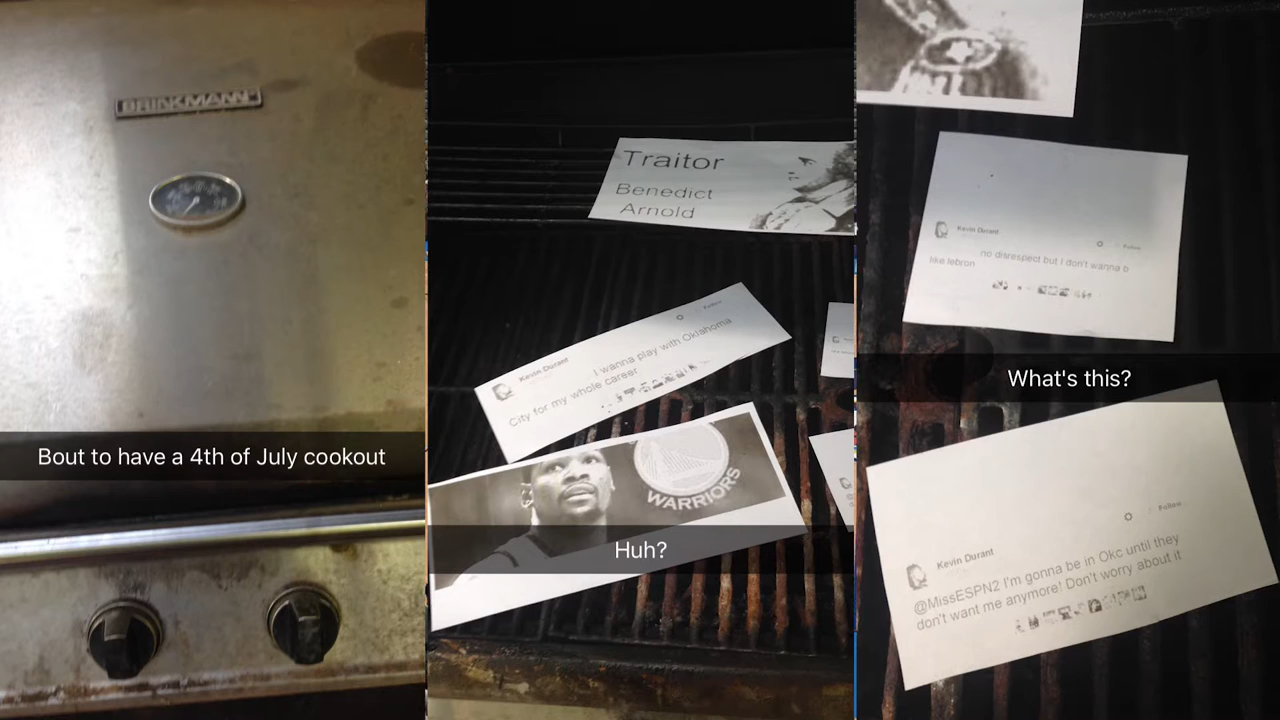 BRINKMANN
Bout to have a 4th of July cookout
Traitor
Benedict
Arnold
Kevin Durant
Follow
I wanna play with Oklahoma
City for my whole career
WARRIORS
Huh?
Kevin Durant
Follow
no disrespect but I don't wanna b
like lebron
What's this?
Kevin Durant
Follow
@MissESPN2 I'm gonna be in Okc until they
don't want me anymore! Don't worry about it